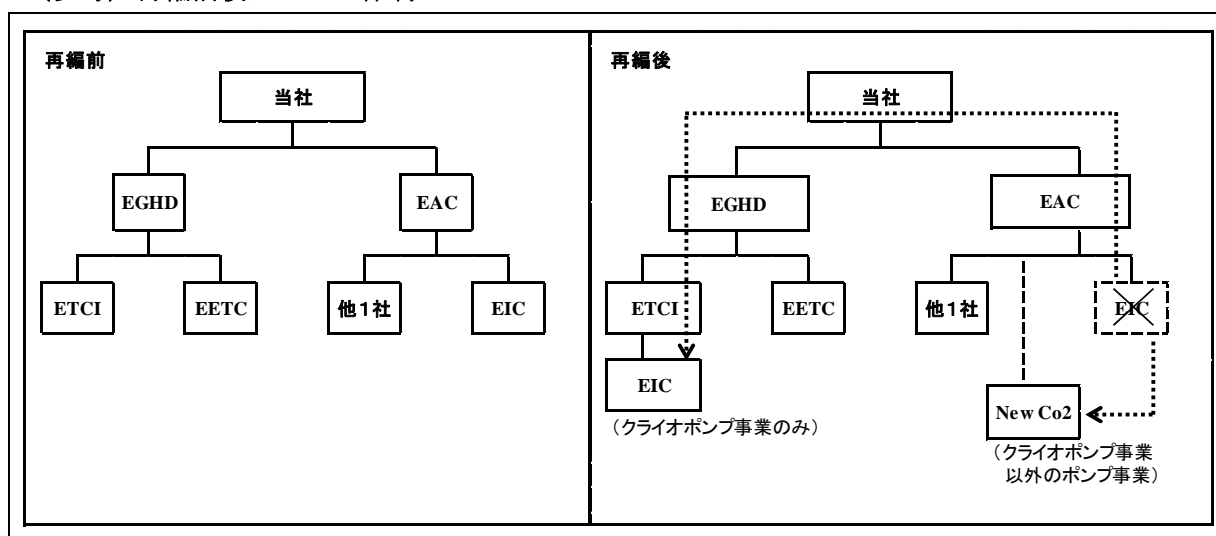 再編前
当社
EGHD
EAC
ETCI
EETC
他1社
EIC
再編後
当社
EGHD
EAC
ETCI
EETC
他1社
EIC
EIC
(クライオポンプ事業のみ)
New Co2
(クライオポンプ事業
以外のポンプ事業)